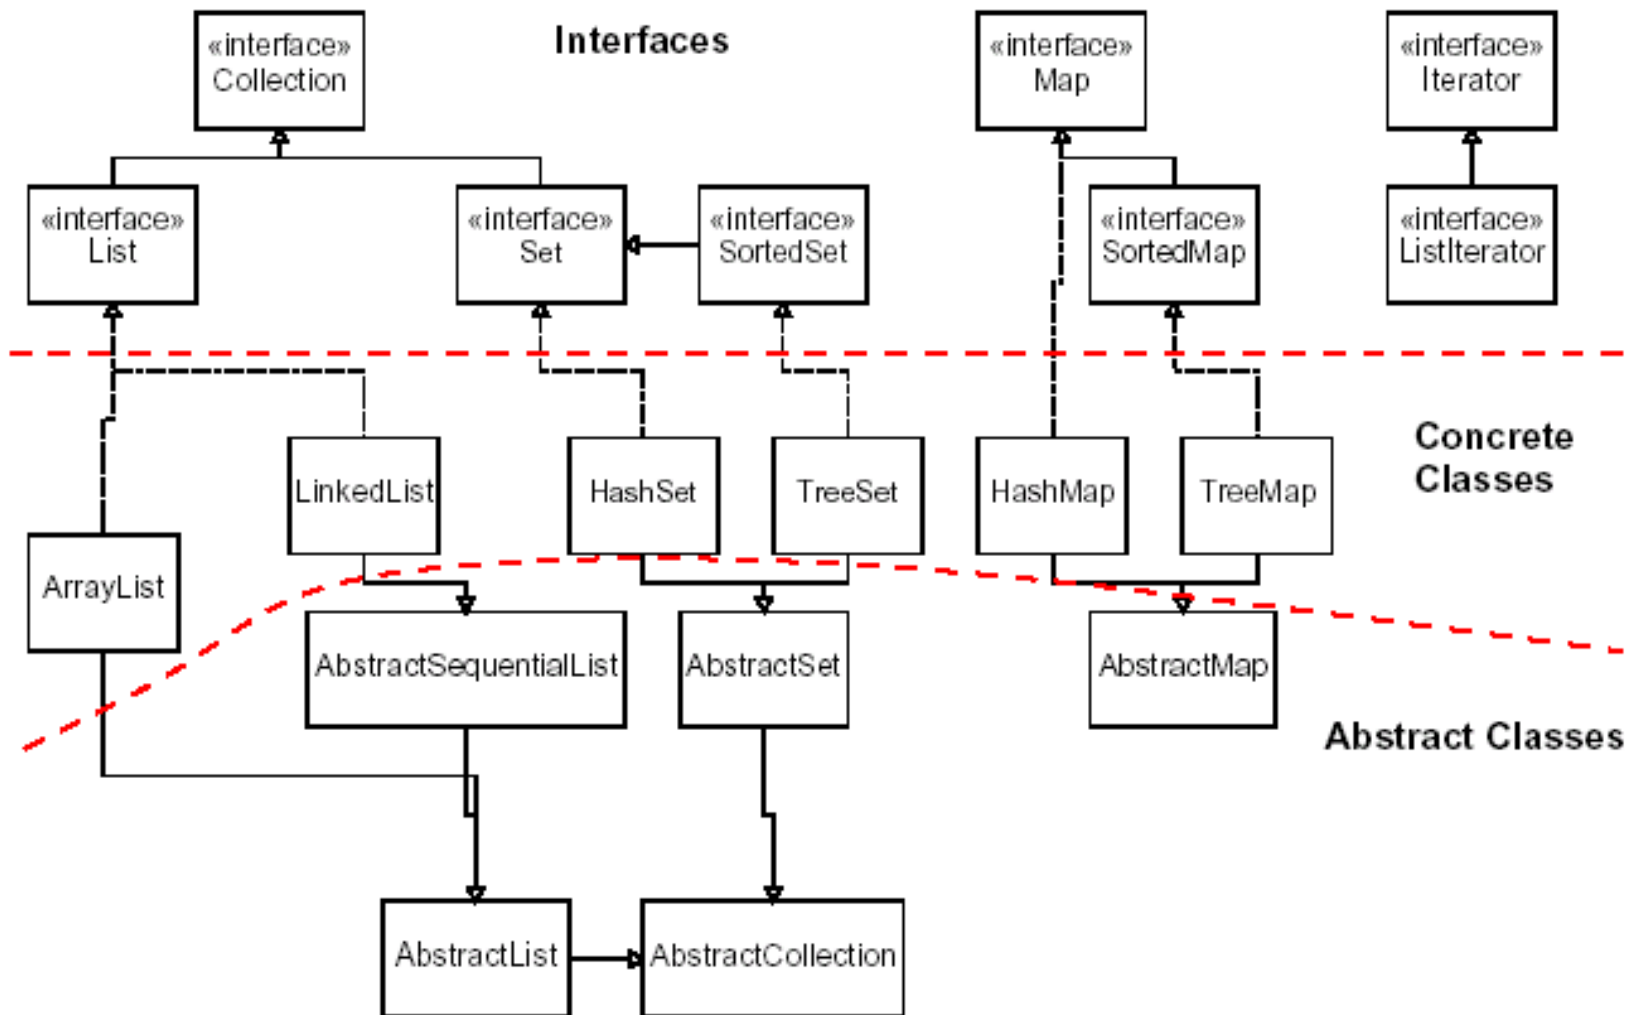 «interface»
Collection
Interfaces
«interface»
Map
«interface»
Iterator
«interface»
List
«interface»
Set
«interface»
SortedSet
«interface»
SortedMap
«interface»
ListIterator
Concrete
Classes
LinkedList
HashSet
TreeSet
HashMap
TreeMap
ArrayList
AbstractSequentialList
AbstractSet
AbstractMap
Abstract Classes
AbstractList
AbstractCollection